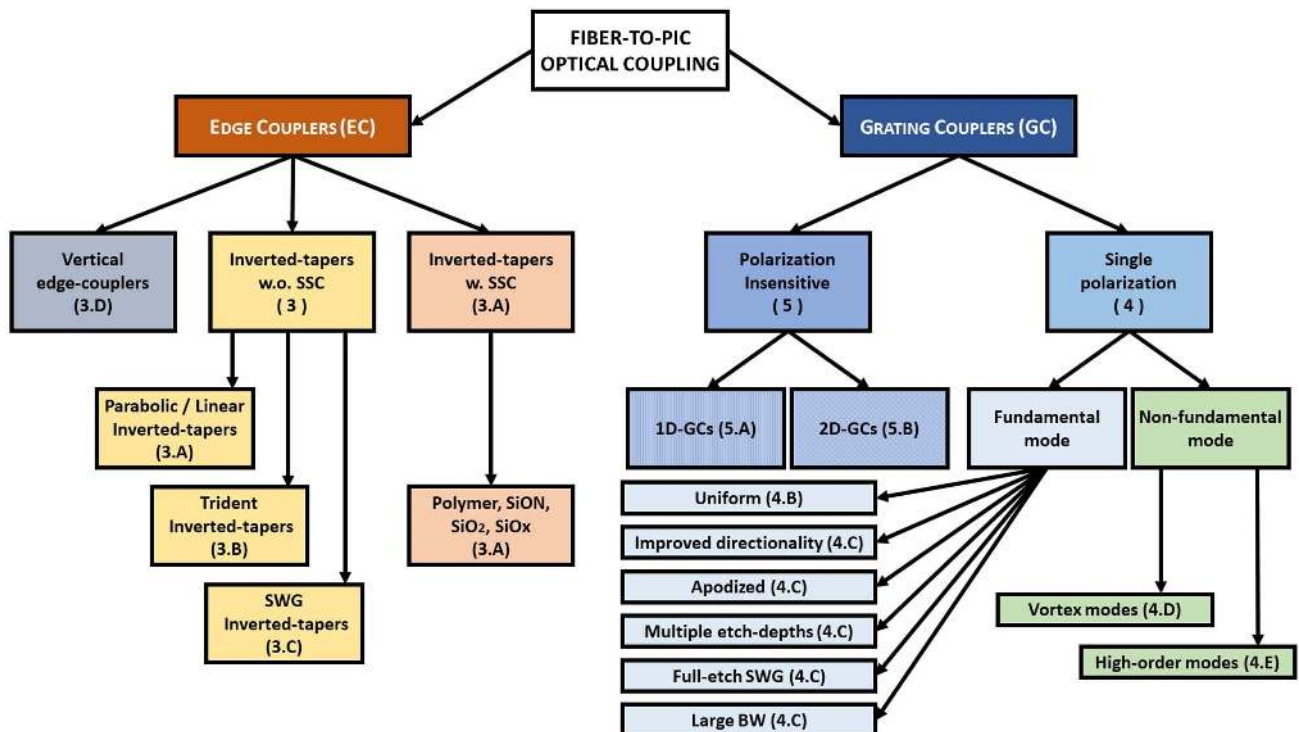 FIBER-TO-PIC
OPTICAL COUPLING
EDGE COUPLERS (EC)
GRATING COUPLERS (GC)
Vertical
edge-couplers
(3.D)
Inverted-tapers
w.o. SSC
( 3 )
Inverted-tapers
w. SSC
(3.A)
Polarization
Insensitive
( 5 )
Single
polarization
( 4 )
Parabolic / Linear
Inverted-tapers
(3.A)
Trident
Inverted-tapers
(3.B)
SWG
Inverted-tapers
(3.C)
Polymer, SiON,
SiO₂, SiOx
(3.A)
1D-GCs (5.A)
2D-GCs (5.B)
Fundamental
mode
Non-fundamental
mode
Uniform (4.B)
Improved directionality (4.C)
Apodized (4.C)
Multiple etch-depths (4.C)
Full-etch SWG (4.C)
Large BW (4.C)
Vortex modes (4.D)
High-order modes (4.E)